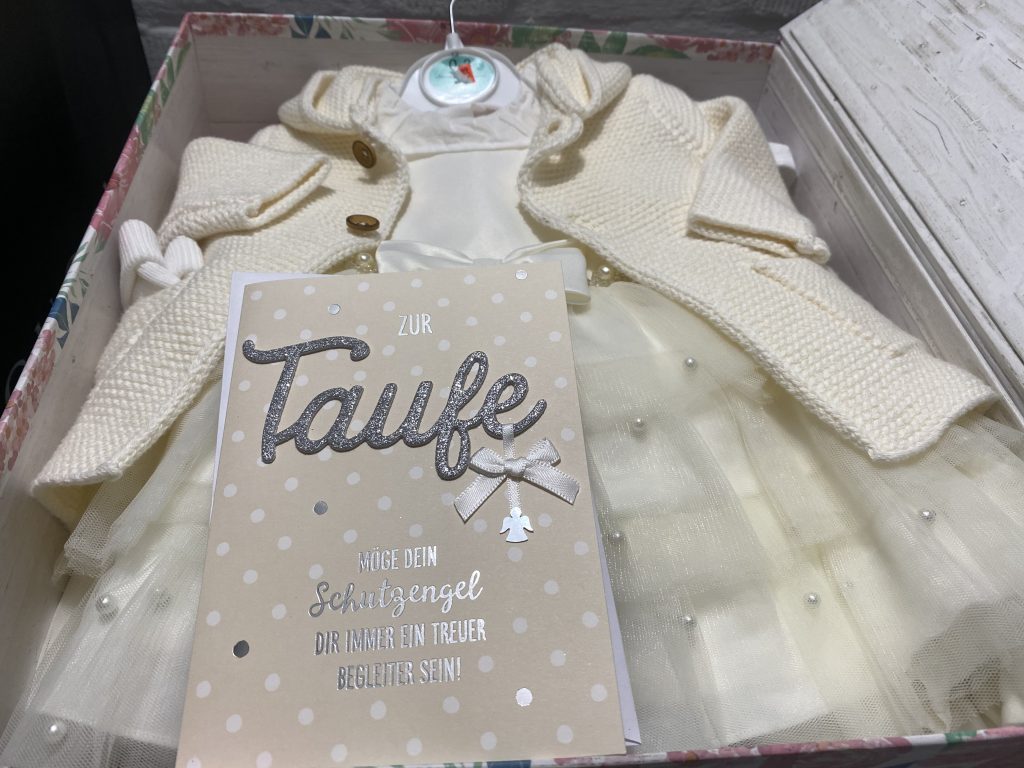 ZUR
Taufe
MÖGE DEIN
Schutzengel
DIR IMMER EIN TREUER
BEGLEITER SEIN!